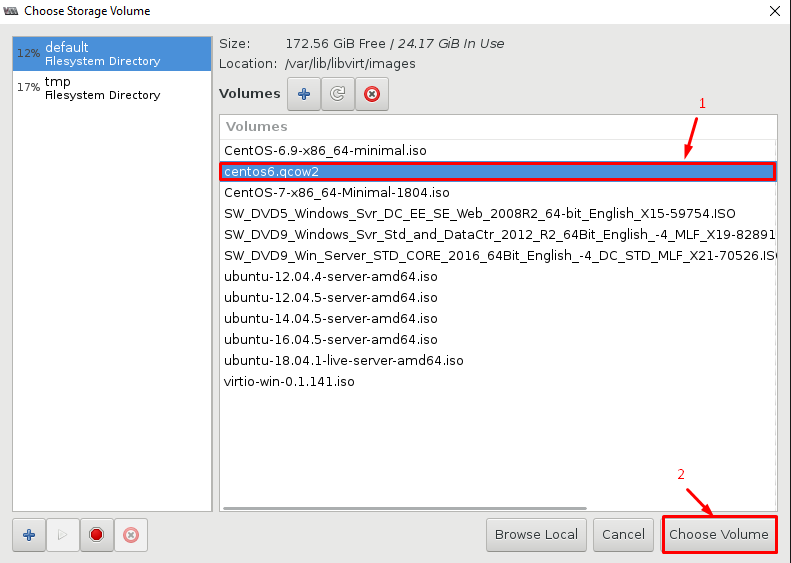 Choose Storage Volume
12% default
Filesystem Directory
17% tmp
Filesystem Directory
Size: 172.56 GiB Free / 24.17 GiB In Use
Location: /var/lib/libvirt/images
Volumes
1
Volumes
CentOS-6.9-x86_64-minimal.iso
centos6.qcow2
CentOS-7-x86_64-Minimal-1804.iso
SW_DVD5_Windows_Svr_DC_EE_SE_Web_2008R2_64-bit_English_X15-59754.ISO
SW_DVD9_Windows_Svr_Std_and_DataCtr_2012_R2_64Bit_English_-4_MLF_X19-82891
SW_DVD9_Win_Server_STD_CORE_2016_64Bit_English_-4_DC_STD_MLF_X21-70526.ISO
ubuntu-12.04.4-server-amd64.iso
ubuntu-12.04.5-server-amd64.iso
ubuntu-14.04.5-server-amd64.iso
ubuntu-16.04.5-server-amd64.iso
ubuntu-18.04.1-live-server-amd64.iso
virtio-win-0.1.141.iso
2
Browse Local
Cancel
Choose Volume